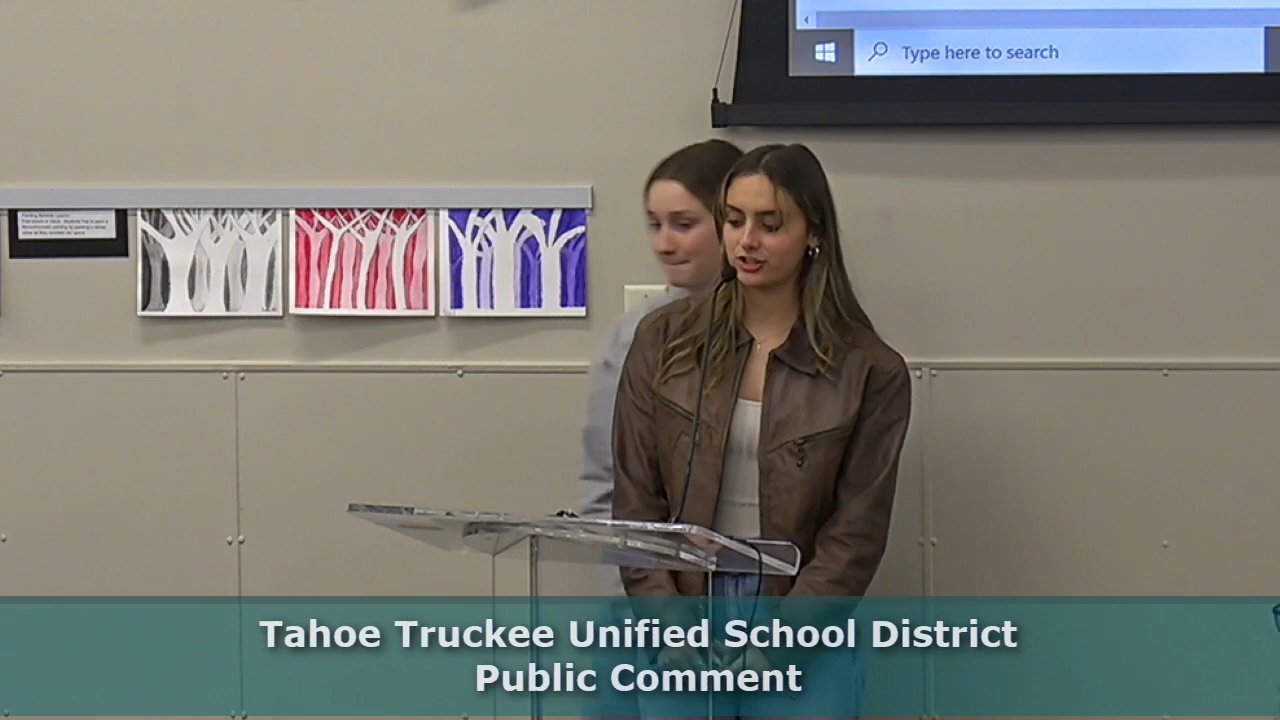 Type here to search
Tahoe Truckee Unified School District
Public Comment